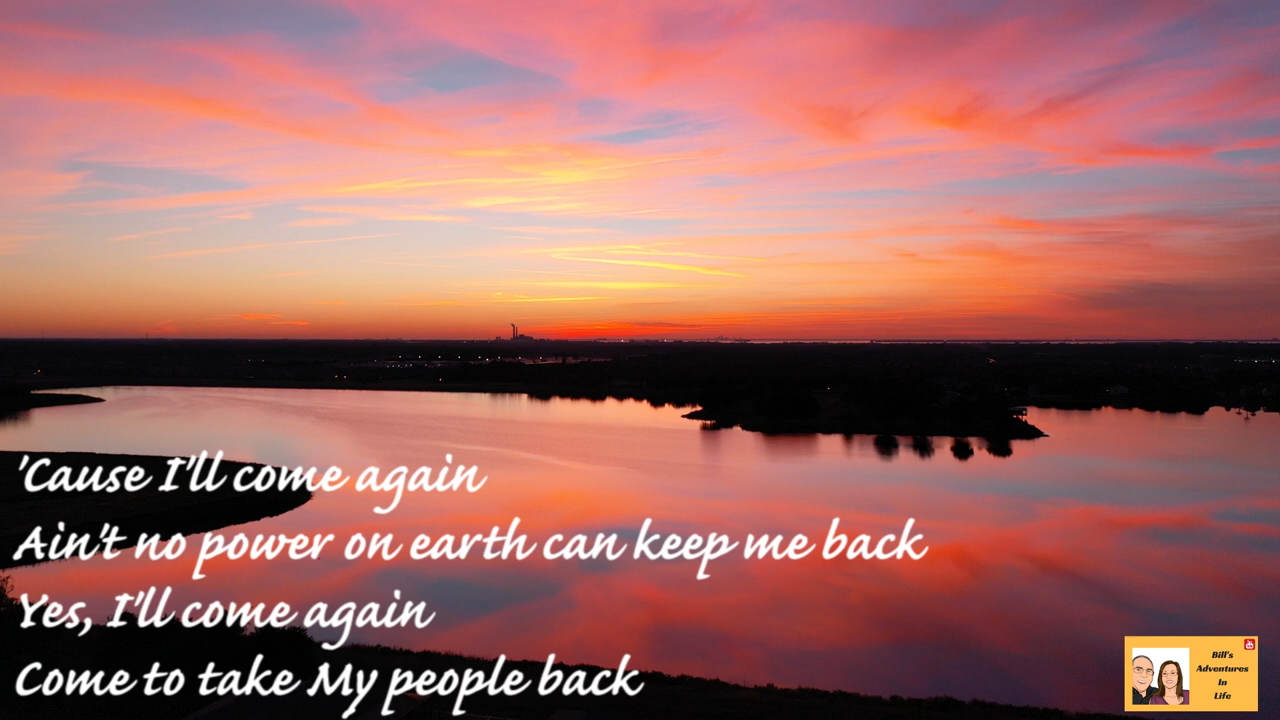 'Cause I'll come again
Ain't no power on earth can keep me back
Yes, I'll come again
Come to take My people back
Bill's
Adventures
In
Life